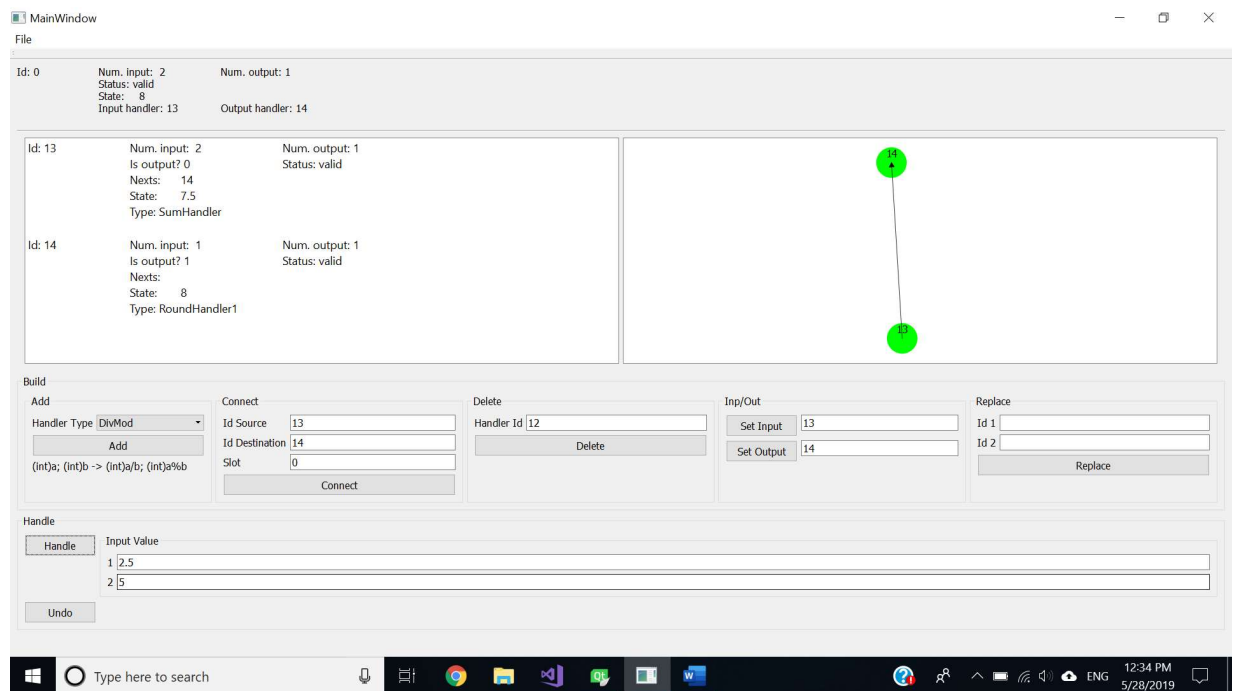 MainWindow
File
Id: 0 Num. input: 2 Num. output: 1
Status: valid
State: 8
Input handler: 13 Output handler: 14
Id: 13 Num. input: 2 Num. output: 1
Is output? 0 Status: valid
Nexts: 14
State: 7.5
Type: SumHandler
Id: 14 Num. input: 1 Num. output: 1
Is output? 1 Status: valid
Nexts:
State: 8
Type: RoundHandler1
14
13
Build
Add
Handler Type DivMod
Add
(int)a; (int)b -> (int)a/b; (int)a%b
Connect
Id Source 13
Id Destination 14
Slot 0
Connect
Delete
Handler Id 12
Delete
Inp/Out
Set Input 13
Set Output 14
Replace
Id 1
Id 2
Replace
Handle
Handle
Input Value
1 2.5
2 5
Undo
Type here to search
ENG
12:34 PM
5/28/2019